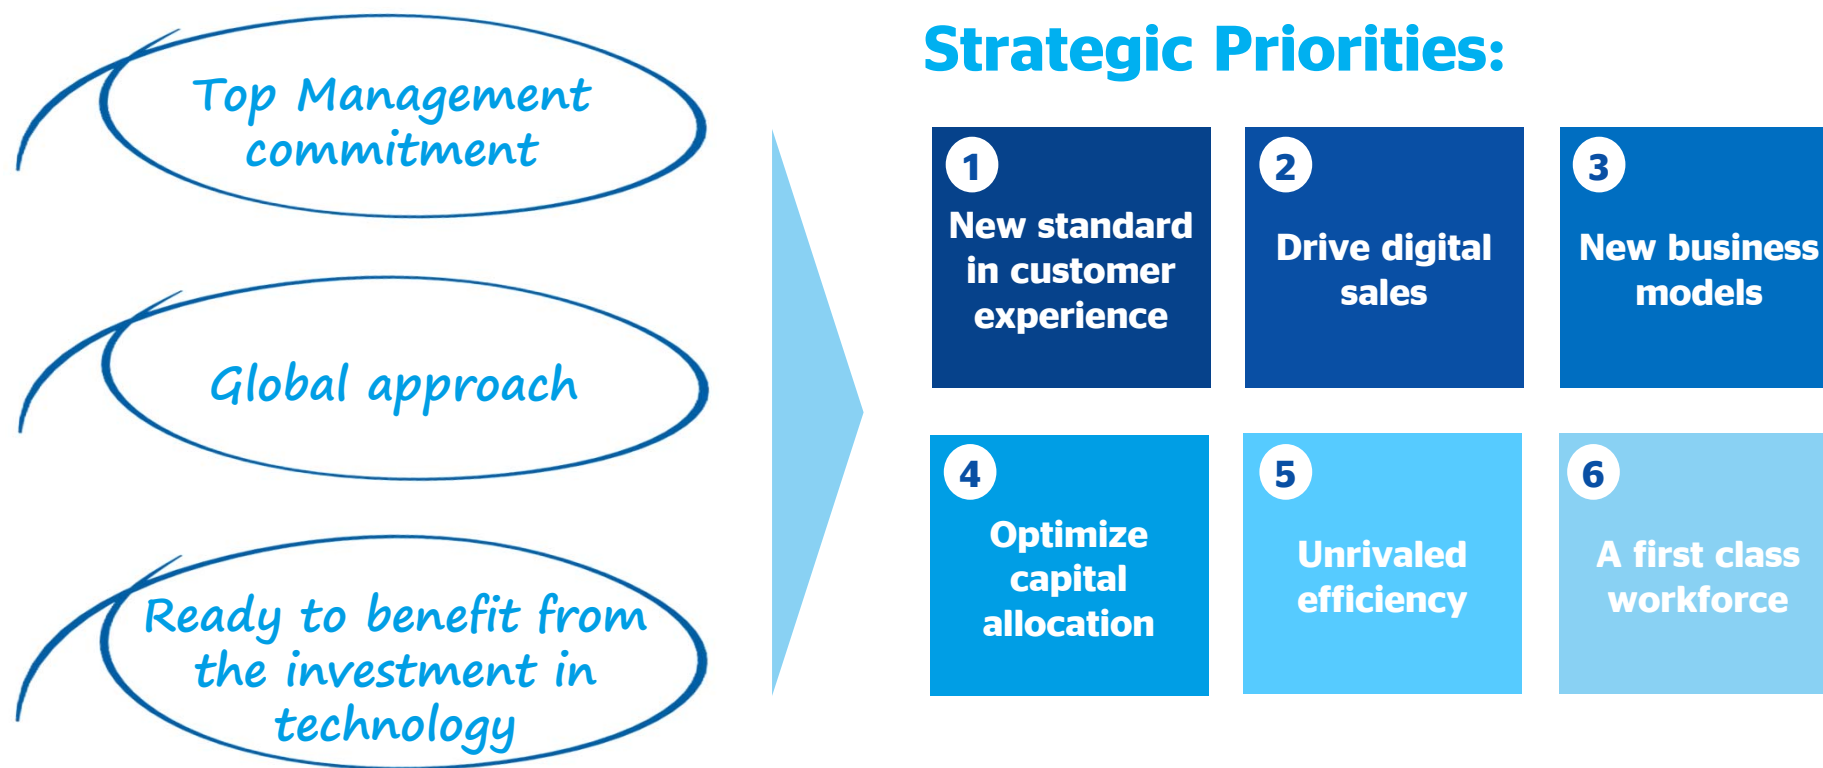 Top Management
commitment
Global approach
Ready to benefit from
the investment in
technology
Strategic Priorities:
1
New standard
in customer
experience
2
Drive digital
sales
3
New business
models
4
Optimize
capital
allocation
5
Unrivaled
efficiency
6
A first class
workforce